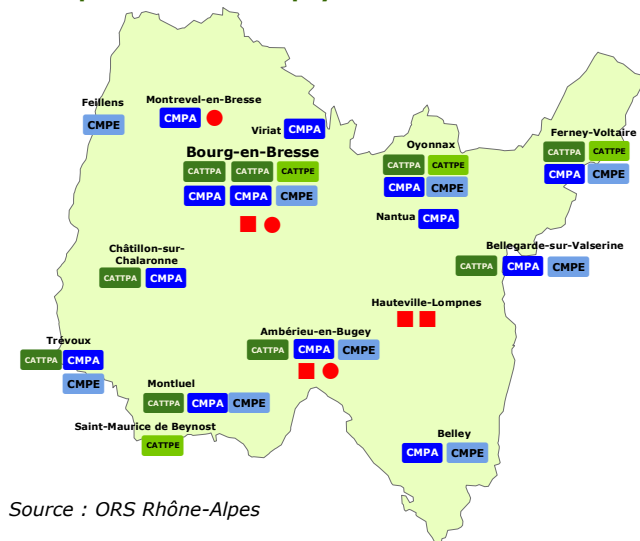 Feillens
CMPE
Montrevel-en-Bresse
CMPA
Viriat CMPA
Bourg-en-Bresse
CATTPA CATTPA CATTPE
CMPA CMPA CMPE
Oyonnax
CATTPA CATTPE
CMPA CMPE
Ferney-Voltaire
CATTPA CATTPE
CMPA CMPE
Nantua CMPA
Châtillon-sur-
Chalaronne
CATTPA CMPA
Bellegarde-sur-Valserine
CATTPA CMPA CMPE
Hauteville-Lompnes
Trévoux
CATTPA CMPA
CMPE
Ambérieu-en-Bugey
CATTPA CMPA CMPE
Montluel
CATTPA CMPA CMPE
Saint-Maurice de Beynost
CATTPE
Belley
CMPA CMPE
Source : ORS Rhône-Alpes